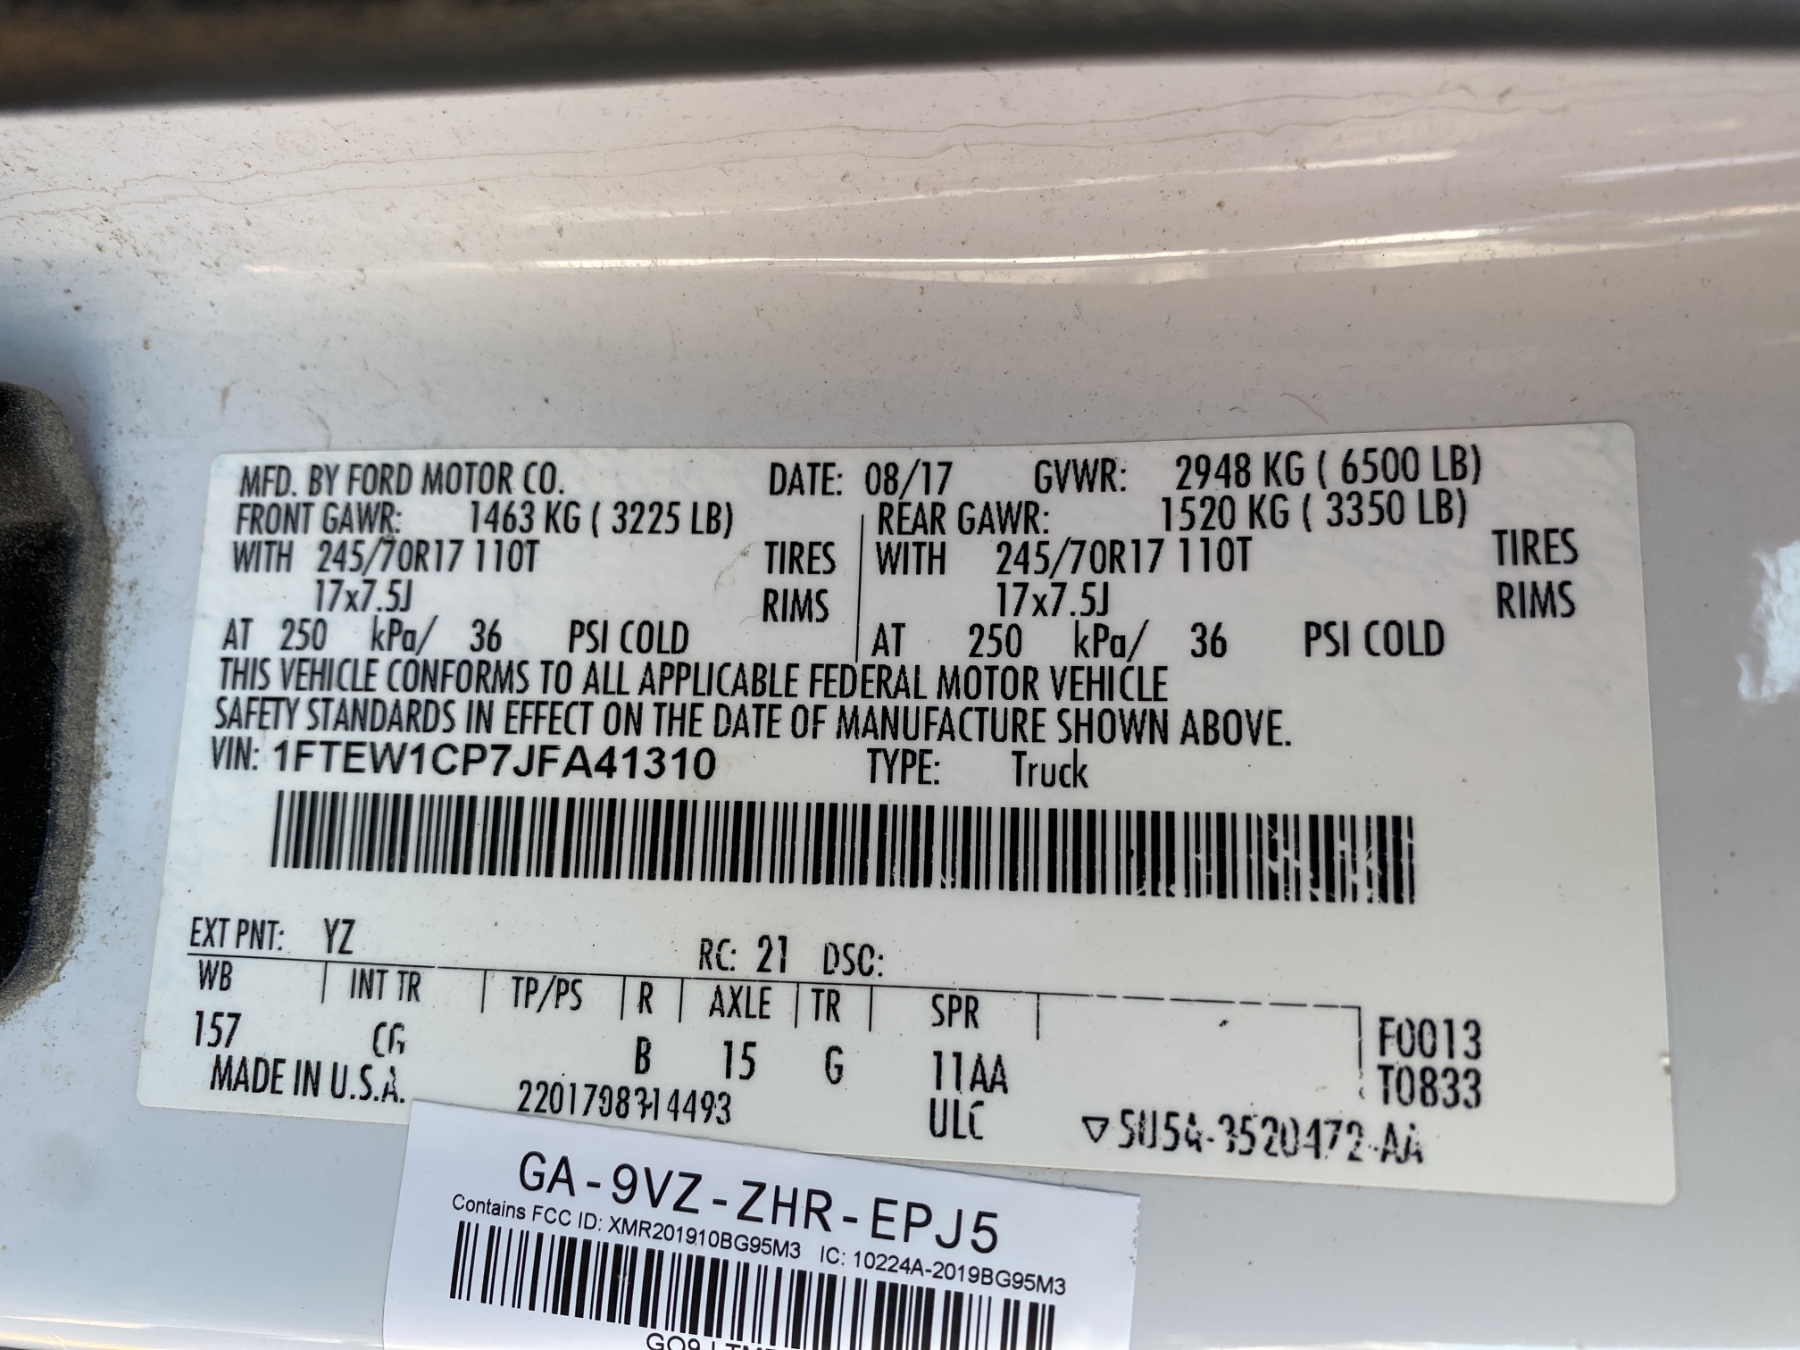 MFD. BY FORD MOTOR CO. DATE: 08/17 GVWR: 2948 KG ( 6500 LB)
FRONT GAWR: 1463 KG ( 3225 LB) REAR GAWR: 1520 KG ( 3350 LB)
WITH 245/70R17 110T TIRES WITH 245/70R17 110T TIRES
17x7.5J RIMS 17x7.5J RIMS
AT 250 kPa/ 36 PSI COLD AT 250 kPa/ 36 PSI COLD
THIS VEHICLE CONFORMS TO ALL APPLICABLE FEDERAL MOTOR VEHICLE
SAFETY STANDARDS IN EFFECT ON THE DATE OF MANUFACTURE SHOWN ABOVE.
VIN: 1FTEW1CP7JFA41310 TYPE: Truck
EXT PNT: YZ RC: 21 DSO:
WB INT TR TP/PS R AXLE TR SPR
157 CG B 15 G 11AA F0013
MADE IN U.S.A. ULC T0833
GA-9VZ-ZHR-EPJ5
Contains FCC ID: XMR201910BG95M3 IC: 10224A-2019BG95M3